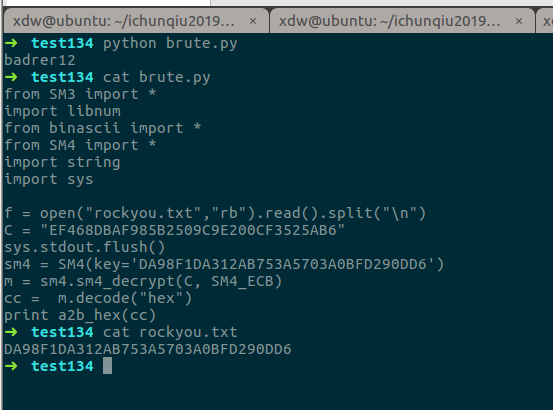 xdw@ubuntu: ~/ichunqiu2019... × xdw@ubuntu: ~/ichunqiu2019... ×
➜ test134 python brute.py
badrer12
➜ test134 cat brute.py
from SM3 import *
import libnum
from binascii import *
from SM4 import *
import string
import sys
f = open("rockyou.txt","rb").read().split("\n")
C = "EF468DBAF985B2509C9E200CF3525AB6"
sys.stdout.flush()
sm4 = SM4(key='DA98F1DA312AB753A5703A0BFD290DD6')
m = sm4.sm4_decrypt(C, SM4_ECB)
cc =  m.decode("hex")
print a2b_hex(cc)
➜ test134 cat rockyou.txt
DA98F1DA312AB753A5703A0BFD290DD6
➜ test134